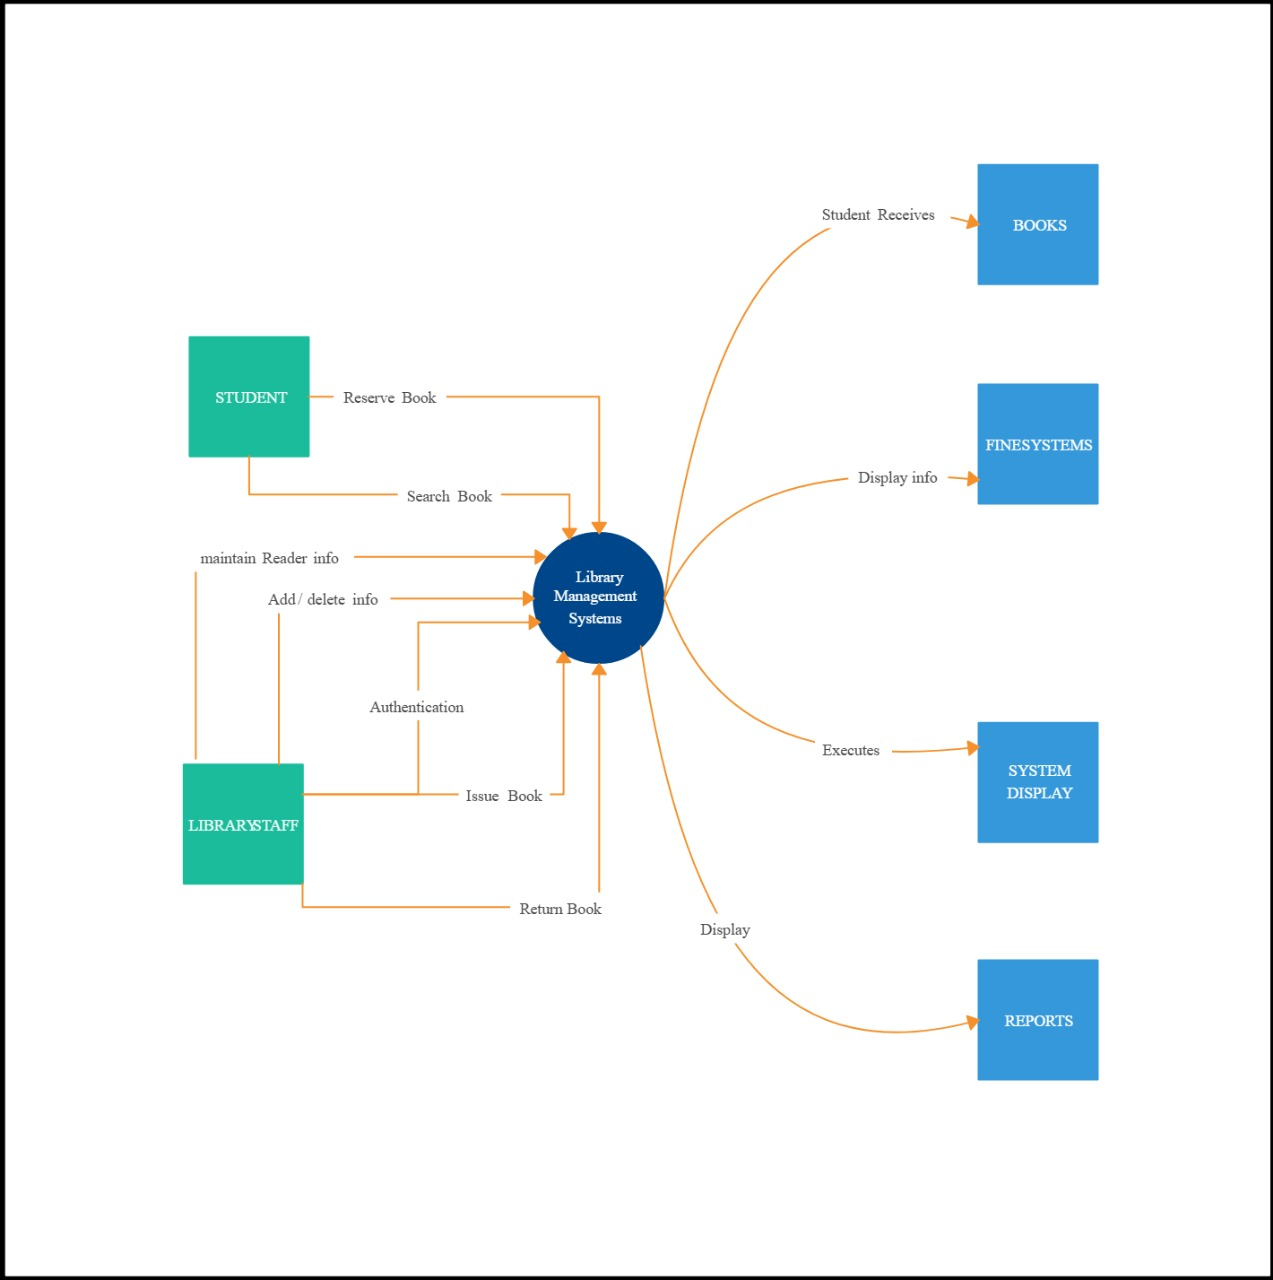 Student Receives
BOOKS
STUDENT
Reserve Book
FINESYSTEMS
Display info
Search Book
maintain Reader info
Add / delete info
Library
Management
Systems
Authentication
Executes
SYSTEM
DISPLAY
Issue Book
LIBRARYSTAFF
Return Book
Display
REPORTS